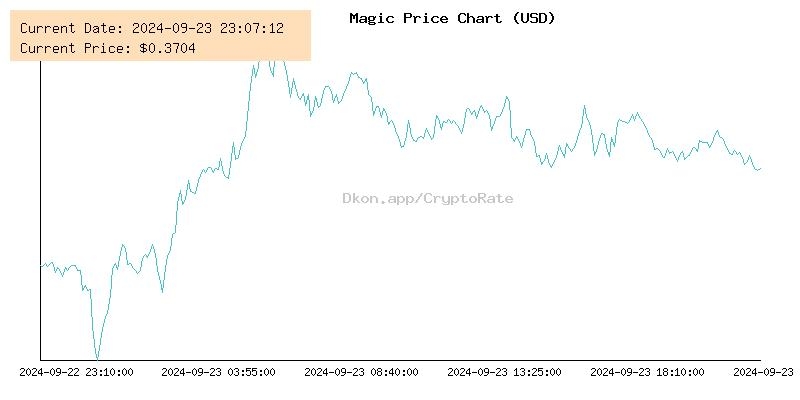 Magic Price Chart (USD)
Current Date: 2024-09-23 23:07:12
Current Price: $0.3704
Dkon.app/CryptoRate
2024-09-22 23:10:00 2024-09-23 03:55:00 2024-09-23 08:40:00 2024-09-23 13:25:00 2024-09-23 18:10:00 2024-09-23